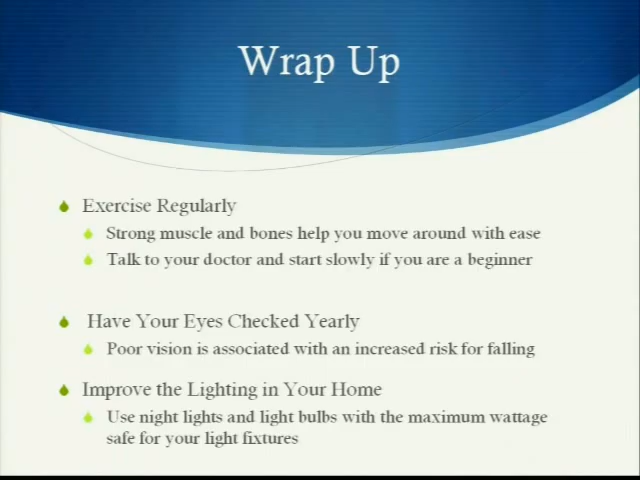 Wrap Up
Exercise Regularly
Strong muscle and bones help you move around with ease
Talk to your doctor and start slowly if you are a beginner
Have Your Eyes Checked Yearly
Poor vision is associated with an increased risk for falling
Improve the Lighting in Your Home
Use night lights and light bulbs with the maximum wattage
safe for your light fixtures